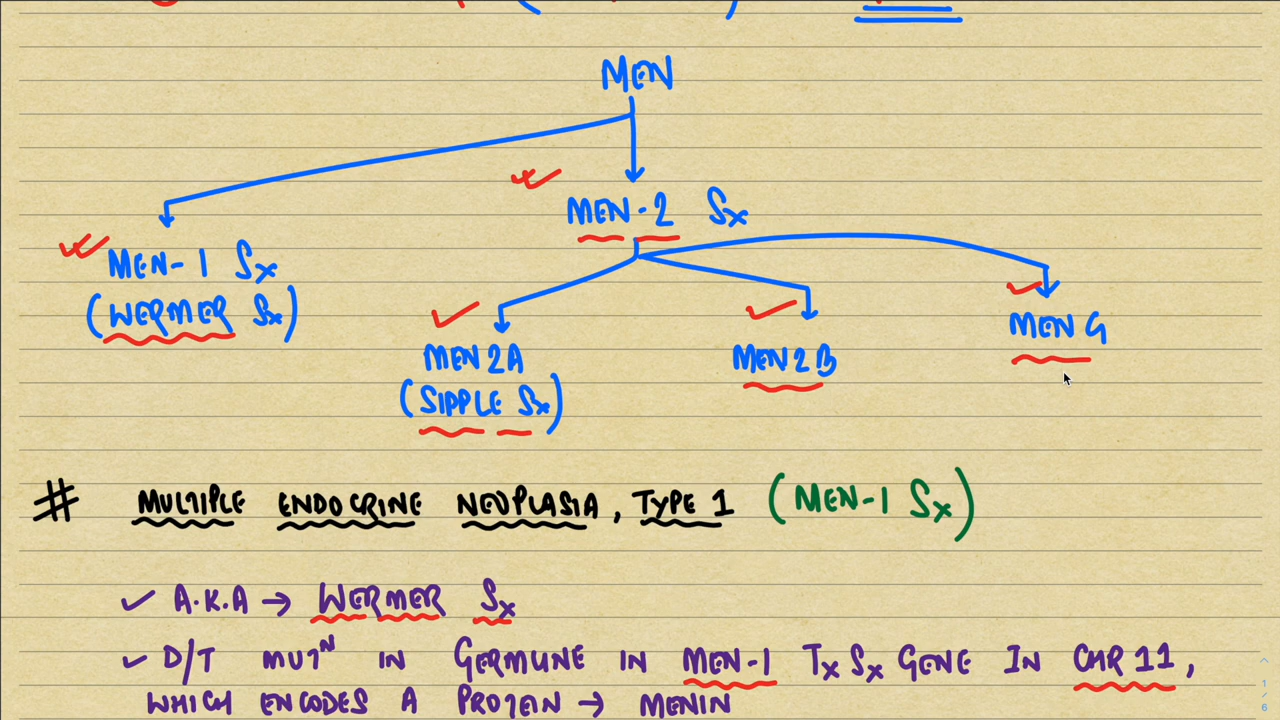 MEN
MEN-2 Sx
MEN-1 Sx
(WERMER Sx)
MEN 2A
(SIPPLE Sx)
MEN 2B
MEN 4
# MULTIPLE ENDOCRINE NEOPLASIA, TYPE 1 (MEN-1 Sx)
✓ A.K.A → WERMER Sx
✓ D/T MUTᴺ IN GERMLINE IN MEN-1 Tx Sx GENE IN CHR 11,
WHICH ENCODES A PROTEIN → MENIN
1
/
6